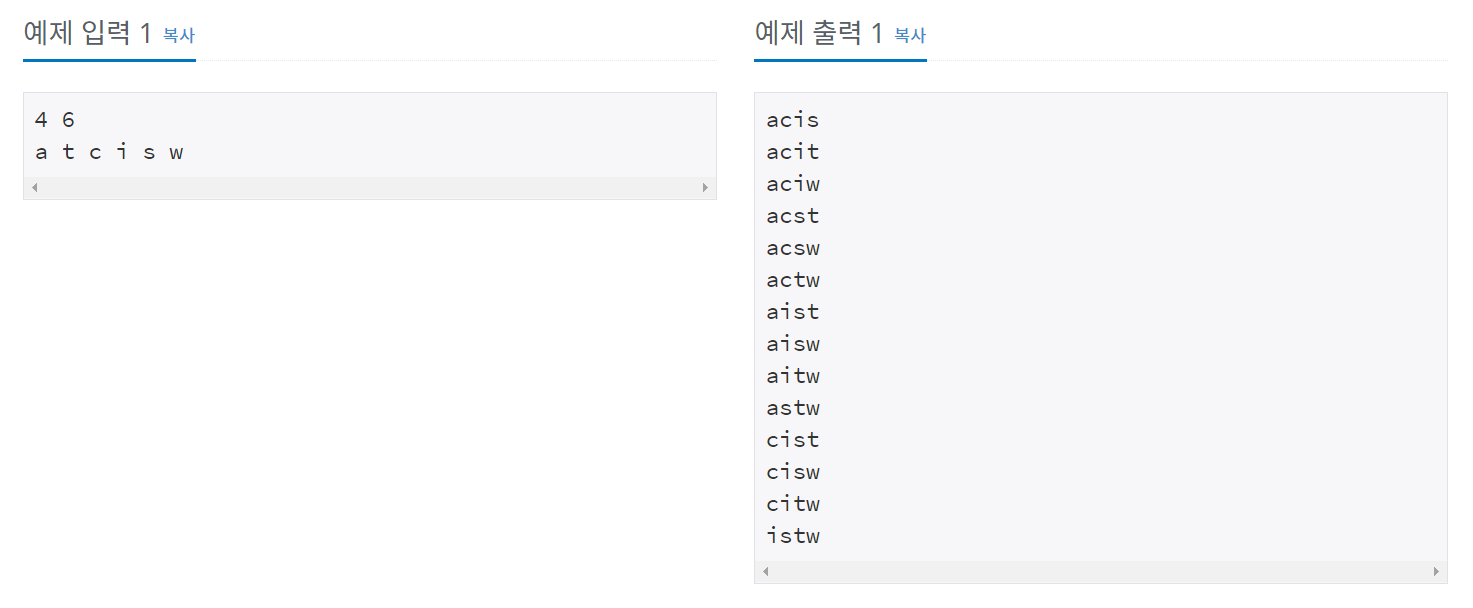 예제 입력 1 복사
4 6
a t c i s w
예제 출력 1 복사
acis
acit
aciw
acst
acsw
actw
aist
aisw
aitw
astw
cist
cisw
citw
istw